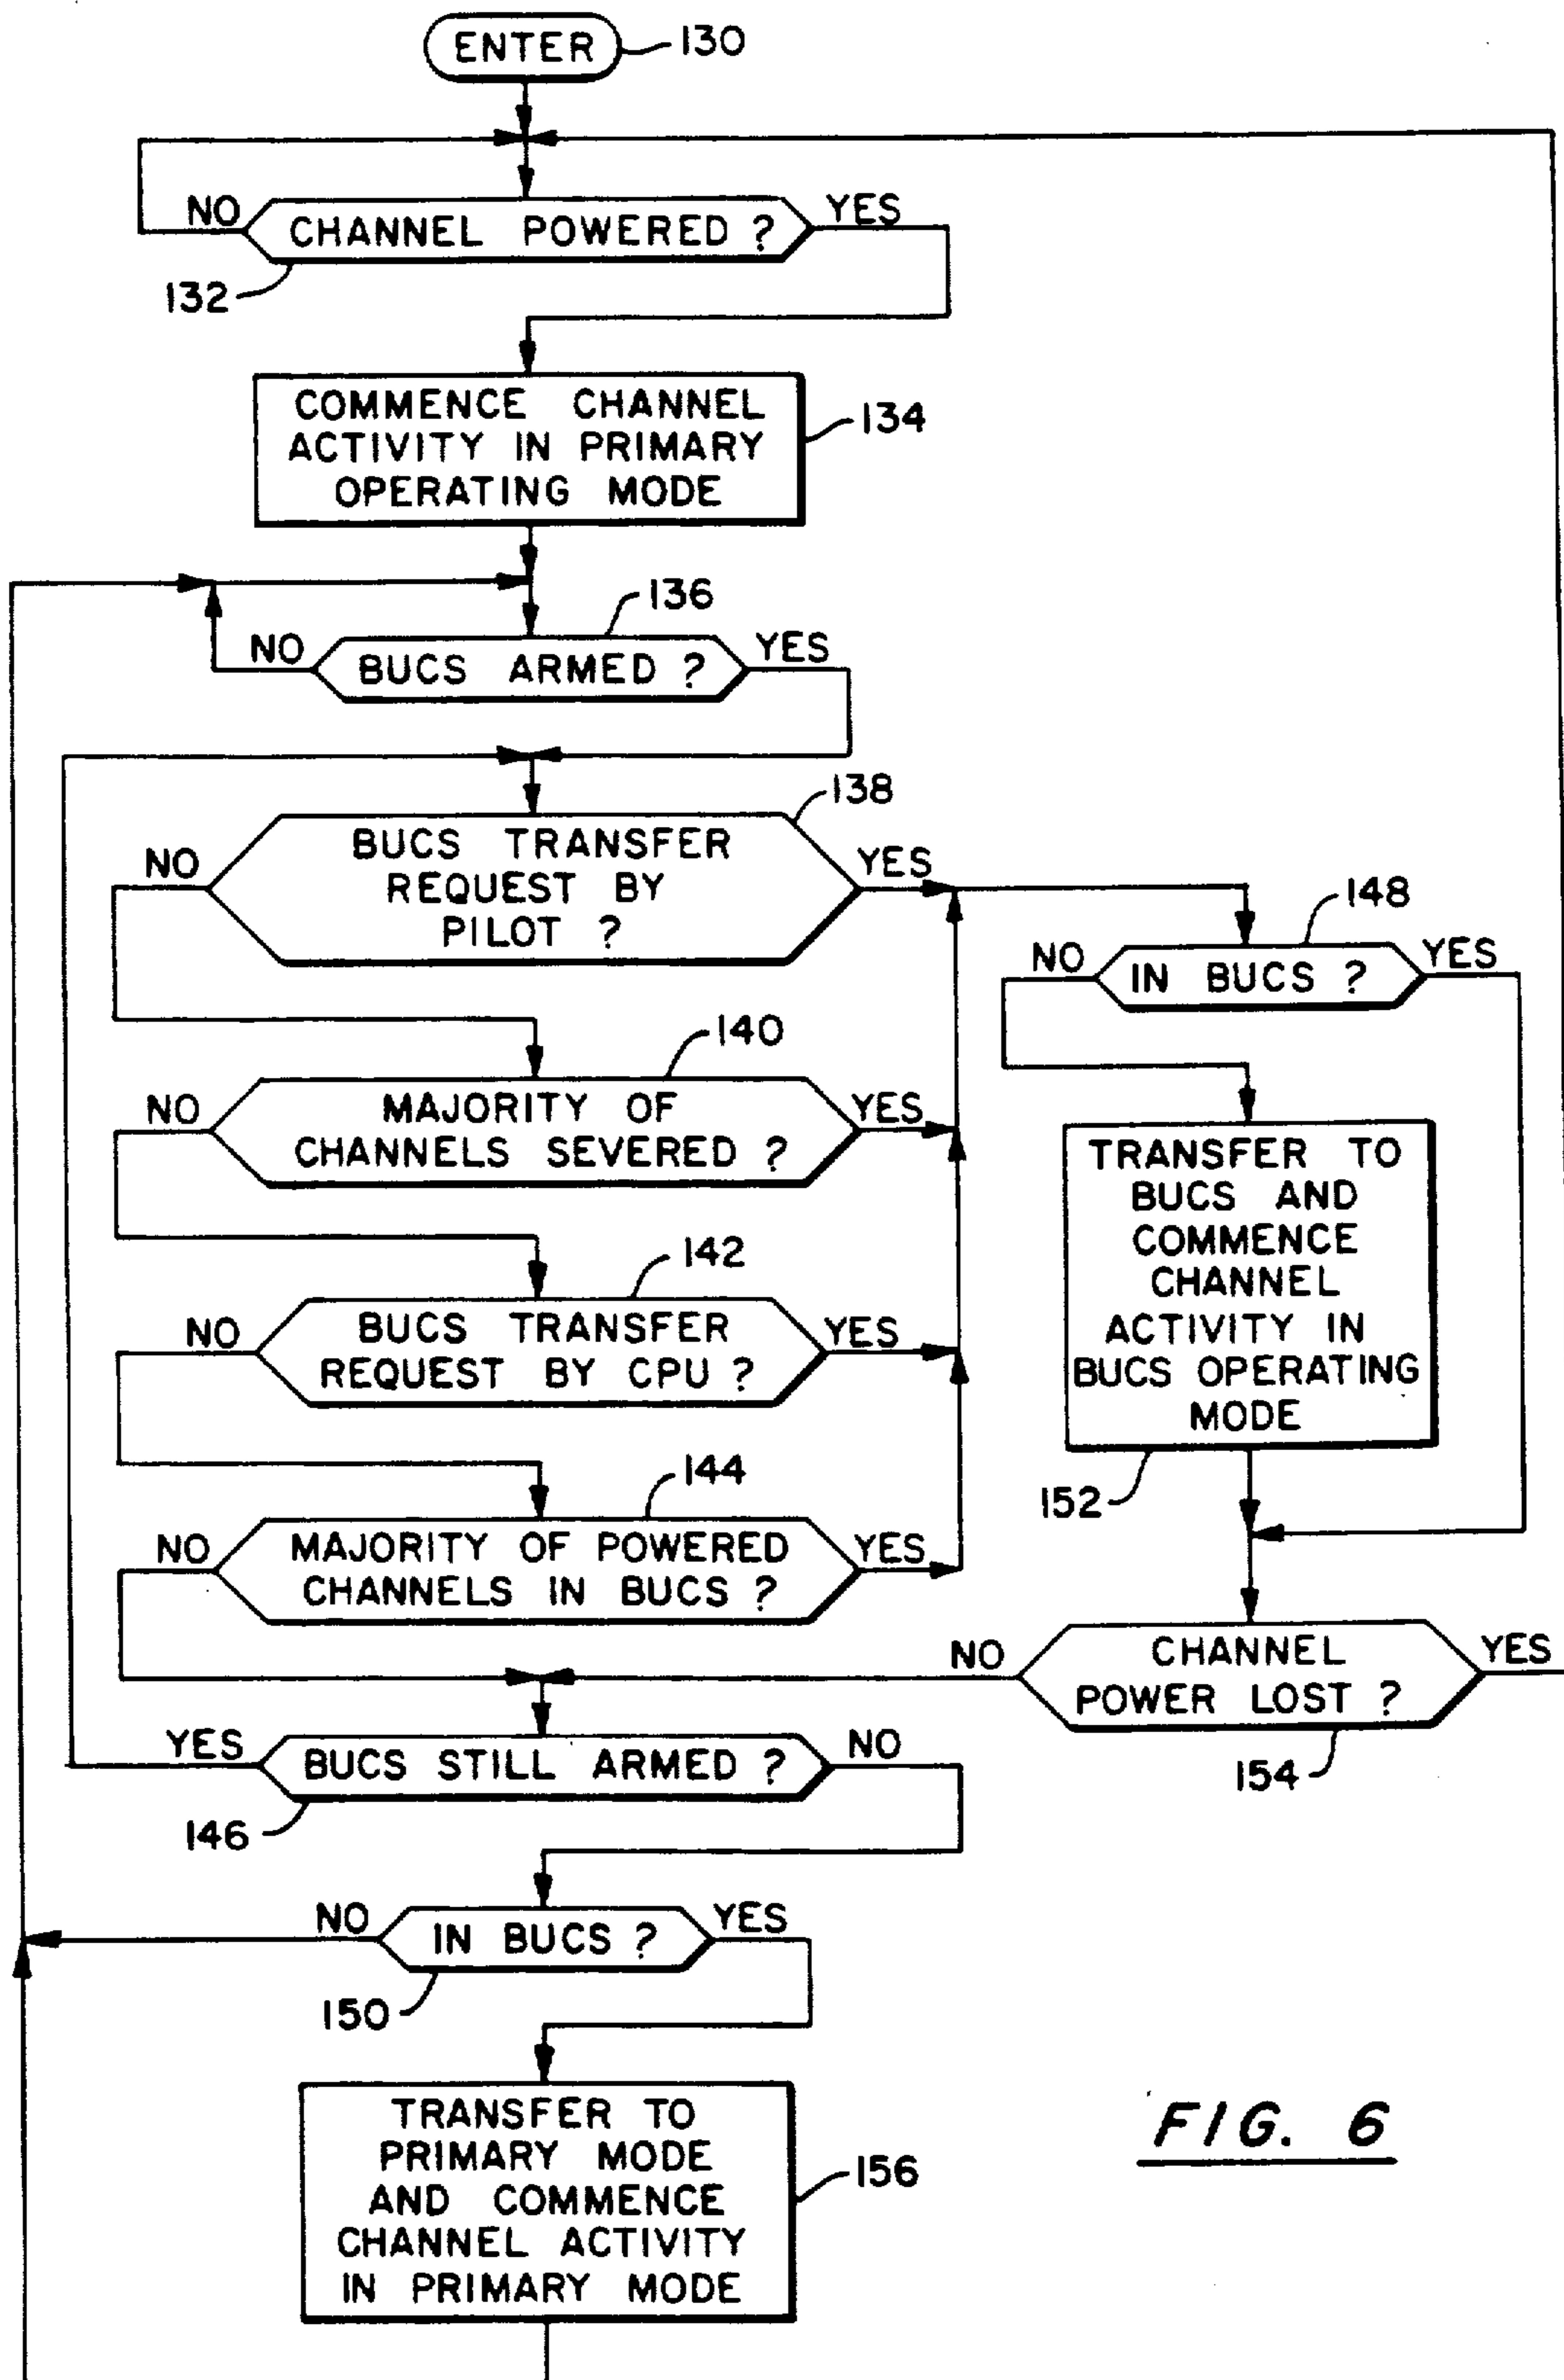 ENTER
130
NO
CHANNEL POWERED ?
YES
132
COMMENCE CHANNEL
ACTIVITY IN PRIMARY
OPERATING MODE
134
136
NO
BUCS ARMED ?
YES
138
NO
BUCS TRANSFER
REQUEST BY
PILOT ?
YES
148
NO
IN BUCS ?
YES
140
NO
MAJORITY OF
CHANNELS SEVERED ?
YES
TRANSFER TO
BUCS AND
COMMENCE
CHANNEL
ACTIVITY IN
BUCS OPERATING
MODE
152
142
NO
BUCS TRANSFER
REQUEST BY CPU ?
YES
144
NO
MAJORITY OF POWERED
CHANNELS IN BUCS ?
YES
NO
CHANNEL
POWER LOST ?
YES
154
YES
BUCS STILL ARMED ?
NO
146
NO
IN BUCS ?
YES
150
TRANSFER TO
PRIMARY MODE
AND COMMENCE
CHANNEL ACTIVITY
IN PRIMARY MODE
156
FIG. 6